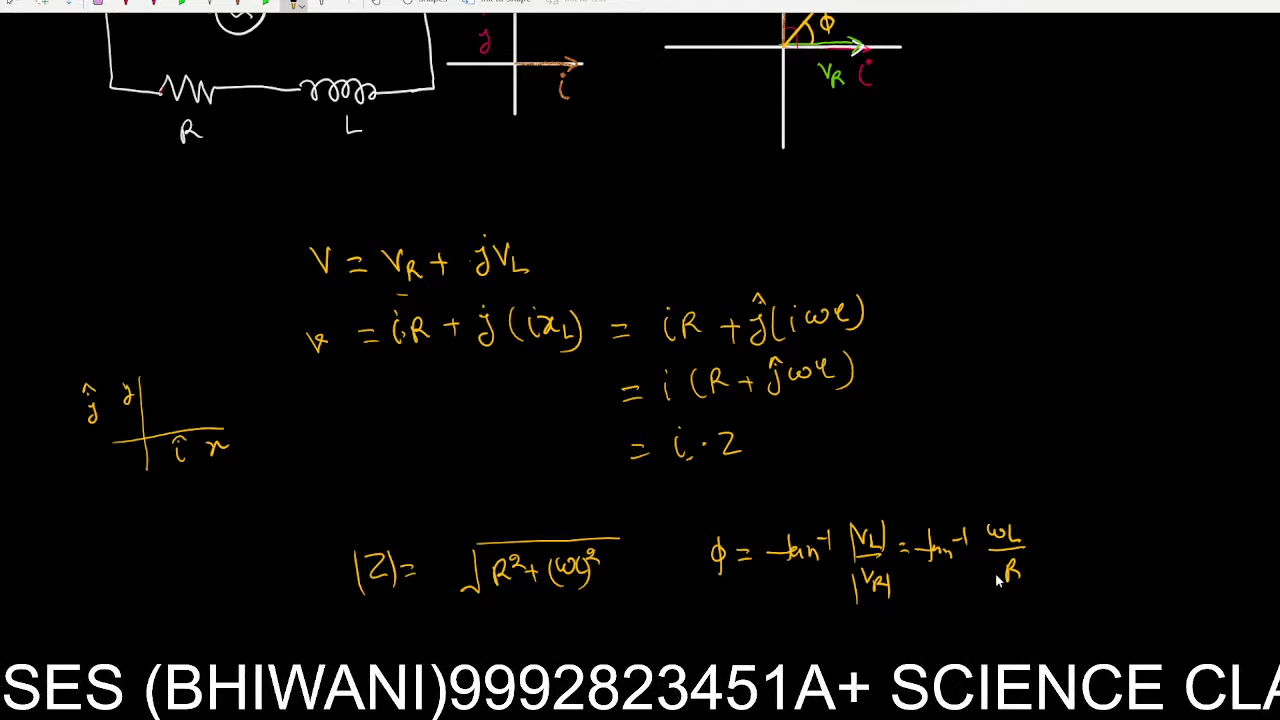 ϕ
j
i
V_R i
R
L
V = V_R + jV_L
v = iR + j(ix_L) = iR + ĵ(iωL)
= i(R + ĵωL)
ĵ y
î x
= i · Z
|Z| = √(R² + (ωL)²)
ϕ = tan⁻¹ |V_L|/|V_R| = tan⁻¹ ωL/R
SES (BHIWANI)9992823451A+ SCIENCE CLA